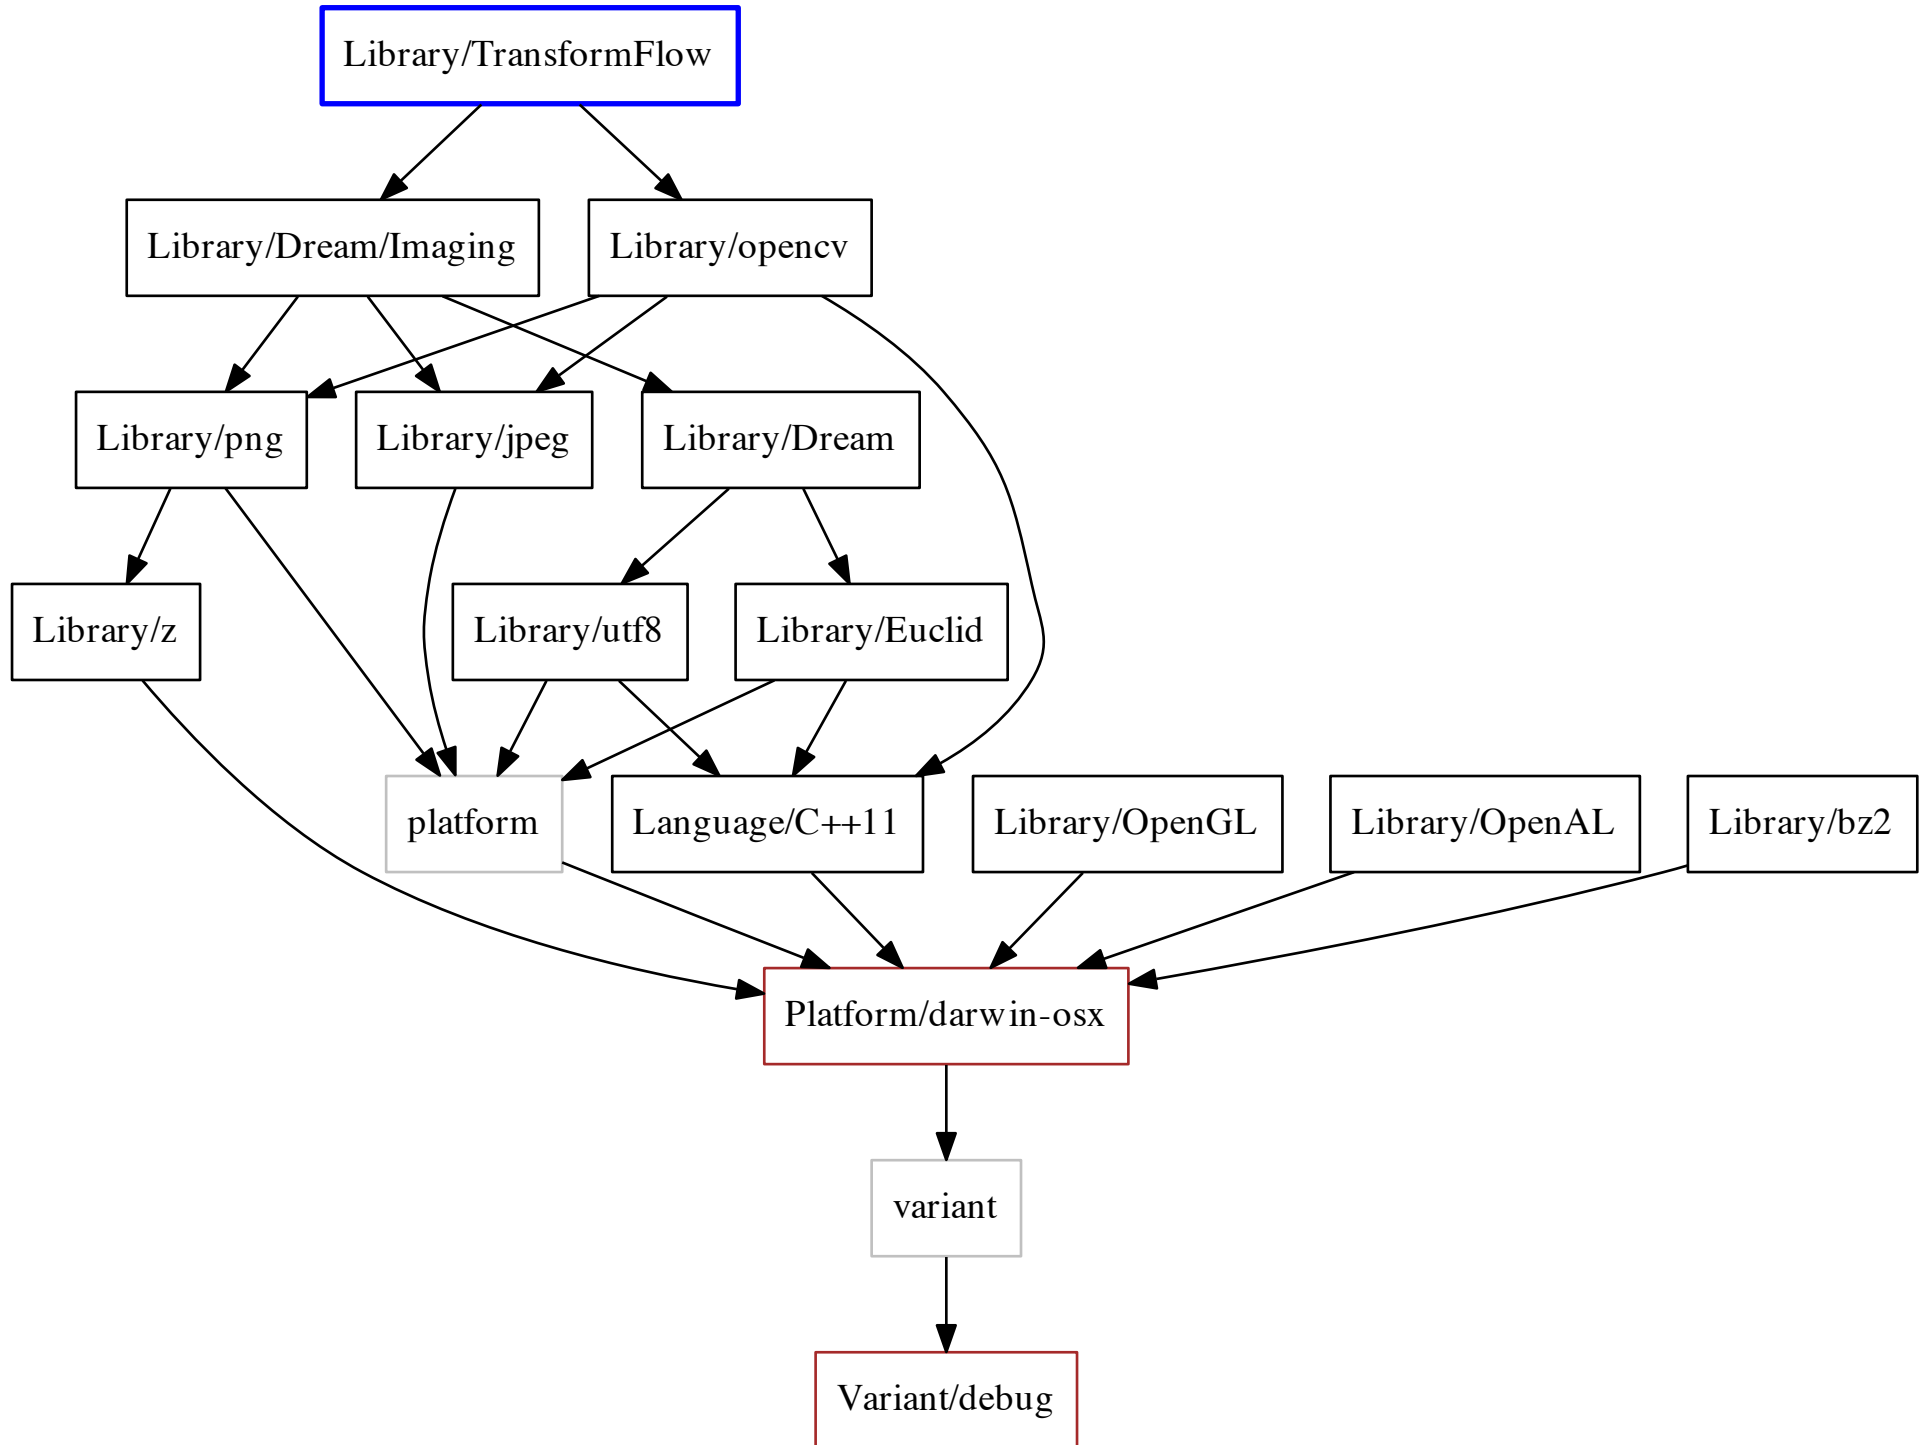 Library/TransformFlow
Library/Dream/Imaging
Library/opencv
Library/png
Library/jpeg
Library/Dream
Library/z
Library/utf8
Library/Euclid
platform
Language/C++11
Library/OpenGL
Library/OpenAL
Library/bz2
Platform/darwin-osx
variant
Variant/debug